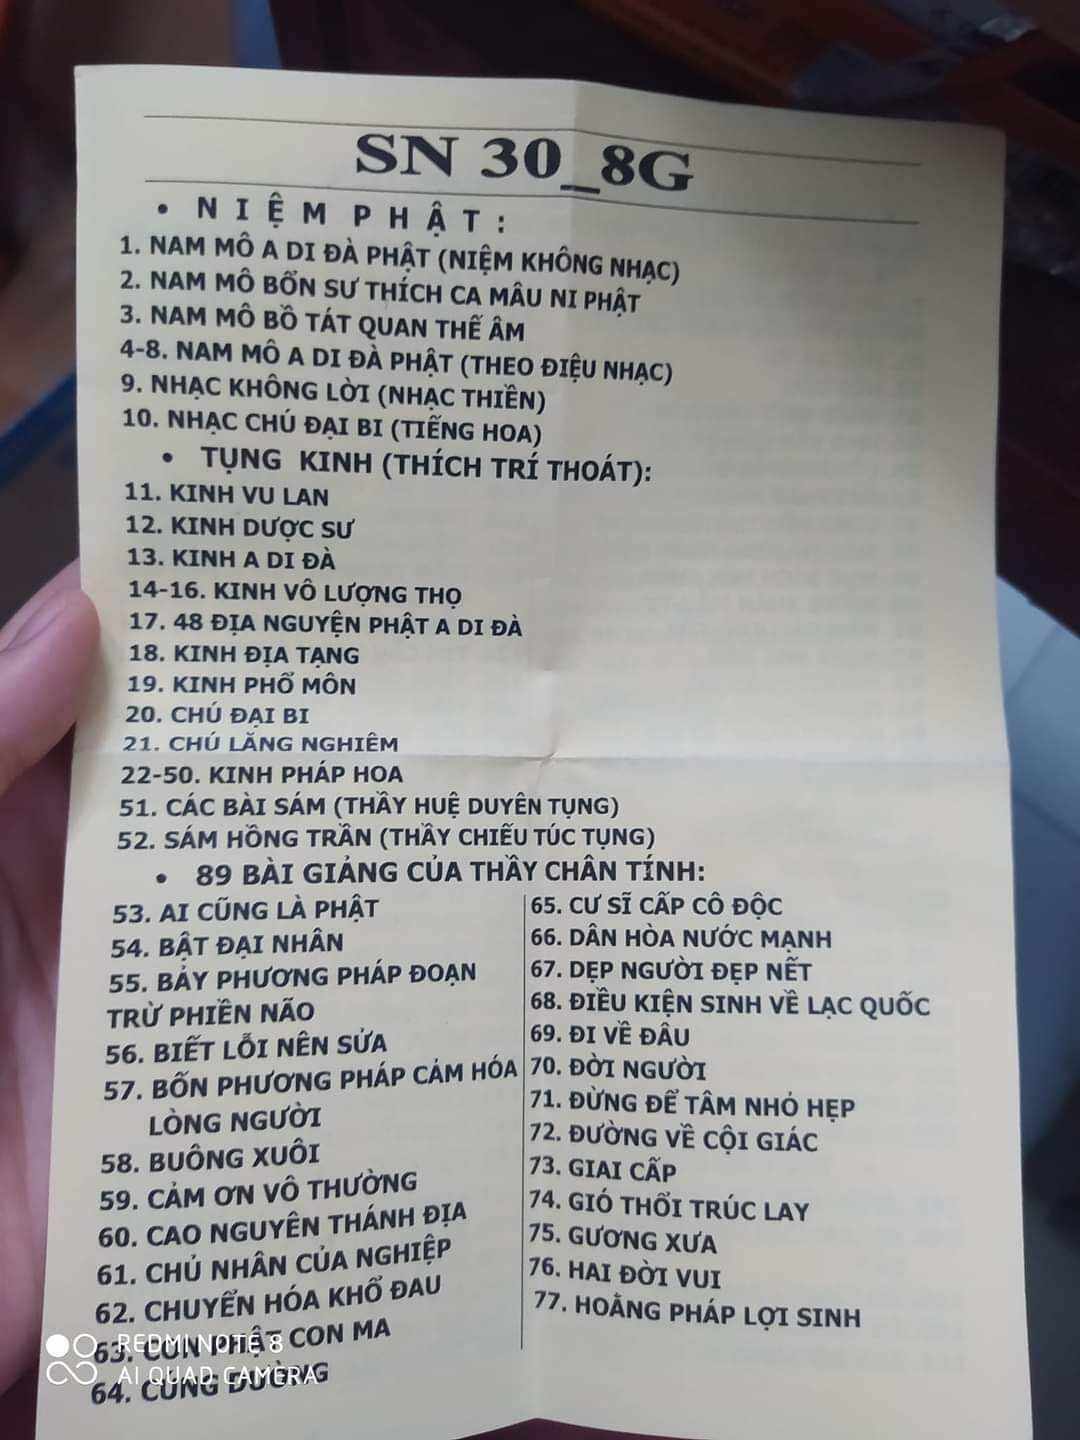 SN 30_8G
• NIỆM PHẬT:
1. NAM MÔ A DI ĐÀ PHẬT (NIỆM KHÔNG NHẠC)
2. NAM MÔ BỔN SƯ THÍCH CA MÂU NI PHẬT
3. NAM MÔ BỒ TÁT QUAN THẾ ÂM
4-8. NAM MÔ A DI ĐÀ PHẬT (THEO ĐIỆU NHẠC)
9. NHẠC KHÔNG LỜI (NHẠC THIỀN)
10. NHẠC CHÚ ĐẠI BI (TIẾNG HOA)
• TỤNG KINH (THÍCH TRÍ THOÁT):
11. KINH VU LAN
12. KINH DƯỢC SƯ
13. KINH A DI ĐÀ
14-16. KINH VÔ LƯỢNG THỌ
17. 48 ĐỊA NGUYỆN PHẬT A DI ĐÀ
18. KINH ĐỊA TẠNG
19. KINH PHỔ MÔN
20. CHÚ ĐẠI BI
21. CHÚ LĂNG NGHIÊM
22-50. KINH PHÁP HOA
51. CÁC BÀI SÁM (THẦY HUỆ DUYÊN TỤNG)
52. SÁM HỒNG TRẦN (THẦY CHIẾU TÚC TỤNG)
• 89 BÀI GIẢNG CỦA THẦY CHÂN TÍNH:
53. AI CŨNG LÀ PHẬT
54. BẬT ĐẠI NHÂN
55. BẢY PHƯƠNG PHÁP ĐOẠN
TRỪ PHIỀN NÃO
56. BIẾT LỖI NÊN SỬA
57. BỐN PHƯƠNG PHÁP CẢM HÓA
LÒNG NGƯỜI
58. BUÔNG XUÔI
59. CẢM ƠN VÔ THƯỜNG
60. CAO NGUYÊN THÁNH ĐỊA
61. CHỦ NHÂN CỦA NGHIỆP
62. CHUYỂN HÓA KHỔ ĐAU
63. CON PHẬT CON MA
64. CÚNG DƯỜNG
65. CƯ SĨ CẤP CÔ ĐỘC
66. DÂN HÒA NƯỚC MẠNH
67. DẸP NGƯỜI ĐẸP NẾT
68. ĐIỀU KIỆN SINH VỀ LẠC QUỐC
69. ĐI VỀ ĐÂU
70. ĐỜI NGƯỜI
71. ĐỪNG ĐỂ TÂM NHỎ HẸP
72. ĐƯỜNG VỀ CỘI GIÁC
73. GIAI CẤP
74. GIÓ THỔI TRÚC LAY
75. GƯƠNG XƯA
76. HAI ĐỜI VUI
77. HOẰNG PHÁP LỢI SINH
REDMI NOTE 8
AI QUAD CAMERA